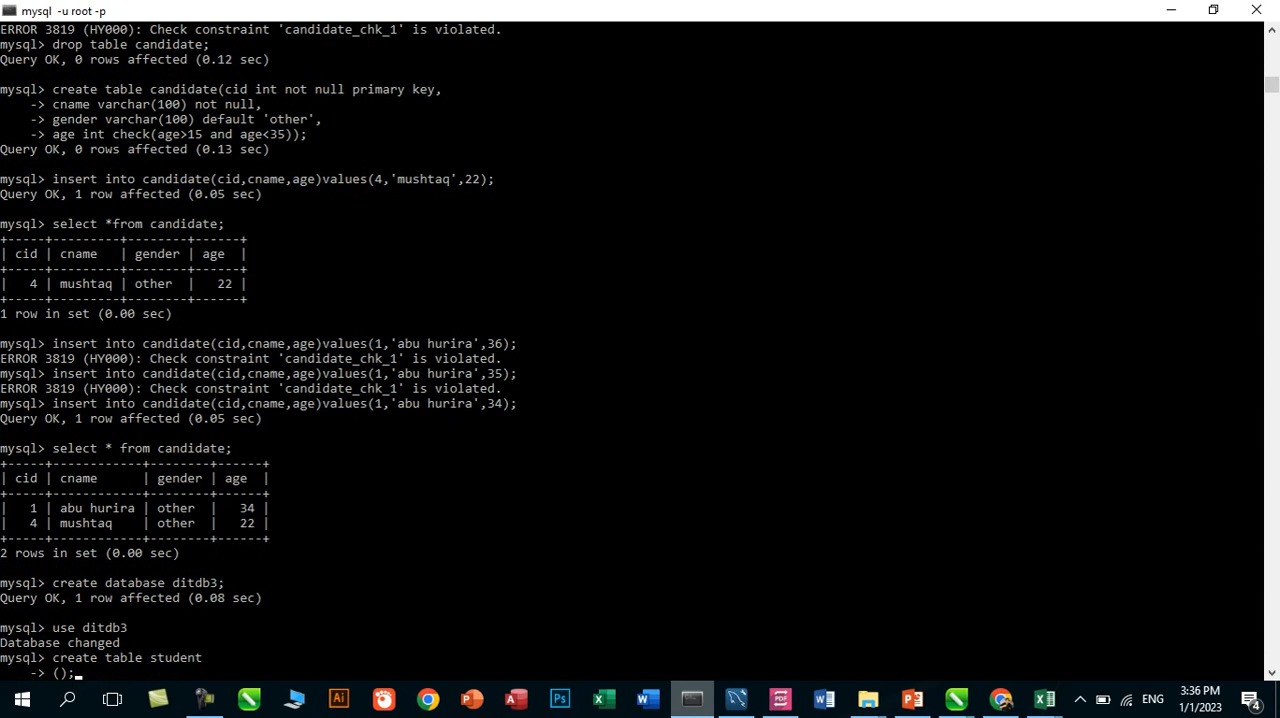 mysql -u root -p
ERROR 3819 (HY000): Check constraint 'candidate_chk_1' is violated.
mysql> drop table candidate;
Query OK, 0 rows affected (0.12 sec)
mysql> create table candidate(cid int not null primary key,
    -> cname varchar(100) not null,
    -> gender varchar(100) default 'other',
    -> age int check(age>15 and age<35));
Query OK, 0 rows affected (0.13 sec)
mysql> insert into candidate(cid,cname,age)values(4,'mushtaq',22);
Query OK, 1 row affected (0.05 sec)
mysql> select *from candidate;
+-----+---------+--------+------+
| cid | cname   | gender | age  |
+-----+---------+--------+------+
|   4 | mushtaq | other  |   22 |
+-----+---------+--------+------+
1 row in set (0.00 sec)
mysql> insert into candidate(cid,cname,age)values(1,'abu hurira',36);
ERROR 3819 (HY000): Check constraint 'candidate_chk_1' is violated.
mysql> insert into candidate(cid,cname,age)values(1,'abu hurira',35);
ERROR 3819 (HY000): Check constraint 'candidate_chk_1' is violated.
mysql> insert into candidate(cid,cname,age)values(1,'abu hurira',34);
Query OK, 1 row affected (0.05 sec)
mysql> select * from candidate;
+-----+------------+--------+------+
| cid | cname      | gender | age  |
+-----+------------+--------+------+
|   1 | abu hurira | other  |   34 |
|   4 | mushtaq    | other  |   22 |
+-----+------------+--------+------+
2 rows in set (0.00 sec)
mysql> create database ditdb3;
Query OK, 1 row affected (0.08 sec)
mysql> use ditdb3
Database changed
mysql> create table student
    -> ();_
Ai
P
A
Ps
X
W
PDF
W
P
X
ENG
3:36 PM
1/1/2023
4